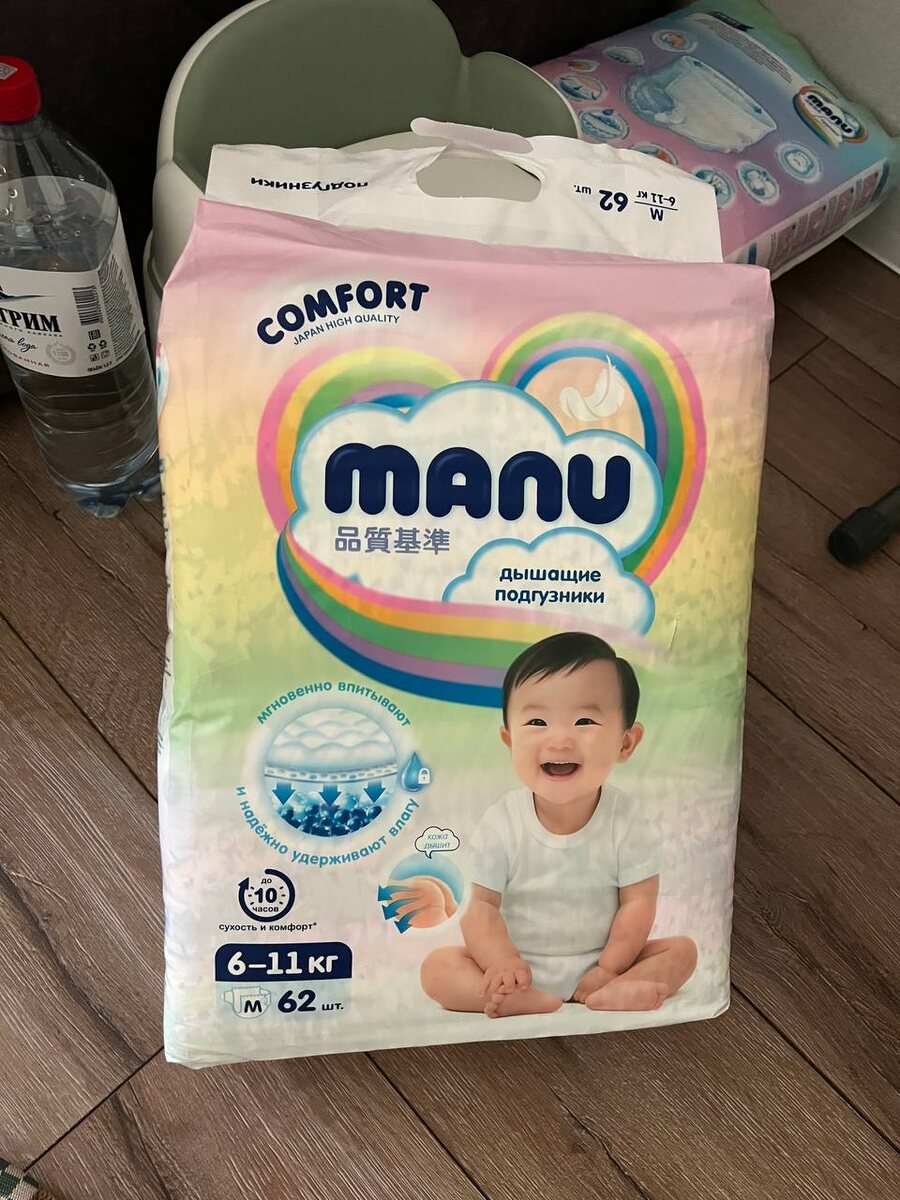 подгузники
62 шт.
M
6-11 кг
manu
COMFORT
JAPAN HIGH QUALITY
manu
品質基準
дышащие
подгузники
мгновенно впитывают
и надёжно удерживают влагу
кожа
дышит
до
10
часов
сухость и комфорт*
6–11 кг
M 62 шт.